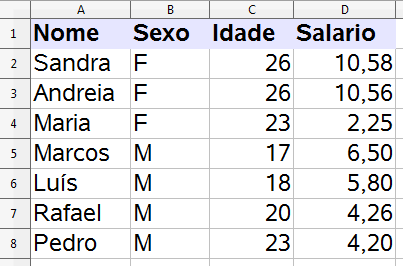 A B C D
1 Nome Sexo Idade Salario
2 Sandra F 26 10,58
3 Andreia F 26 10,56
4 Maria F 23 2,25
5 Marcos M 17 6,50
6 Luís M 18 5,80
7 Rafael M 20 4,26
8 Pedro M 23 4,20